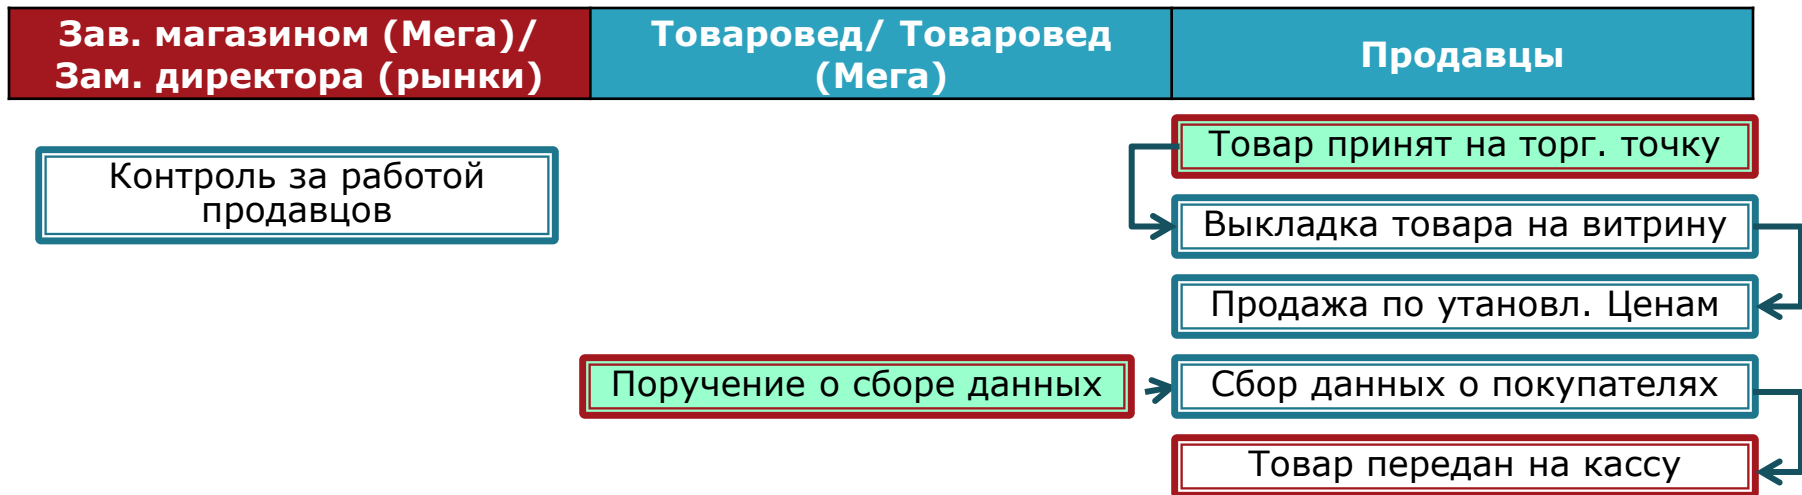 Зав. магазином (Мега)/
Зам. директора (рынки)
Товаровед/ Товаровед
(Мега)
Продавцы
Товар принят на торг. точку
Контроль за работой
продавцов
Выкладка товара на витрину
Продажа по утановл. Ценам
Поручение о сборе данных
Сбор данных о покупателях
Товар передан на кассу